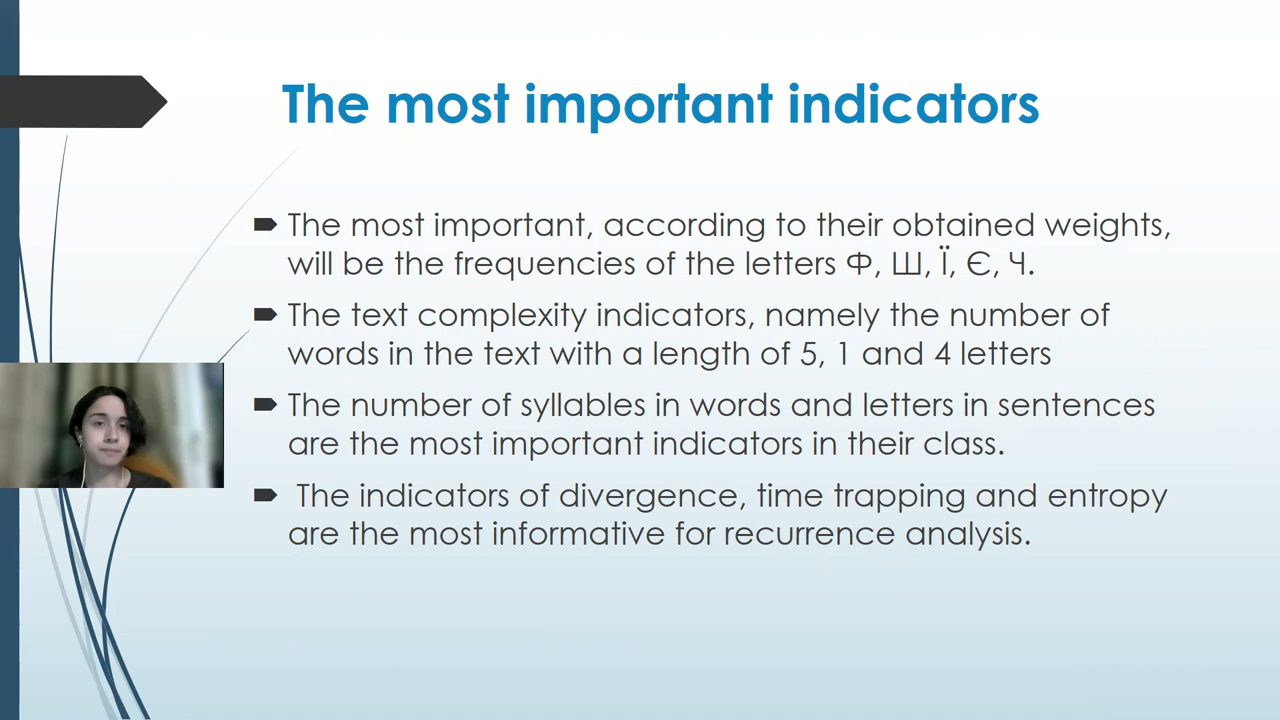 The most important indicators
The most important, according to their obtained weights,
will be the frequencies of the letters Ф, Ш, Ї, Є, Ч.
The text complexity indicators, namely the number of
words in the text with a length of 5, 1 and 4 letters
The number of syllables in words and letters in sentences
are the most important indicators in their class.
The indicators of divergence, time trapping and entropy
are the most informative for recurrence analysis.